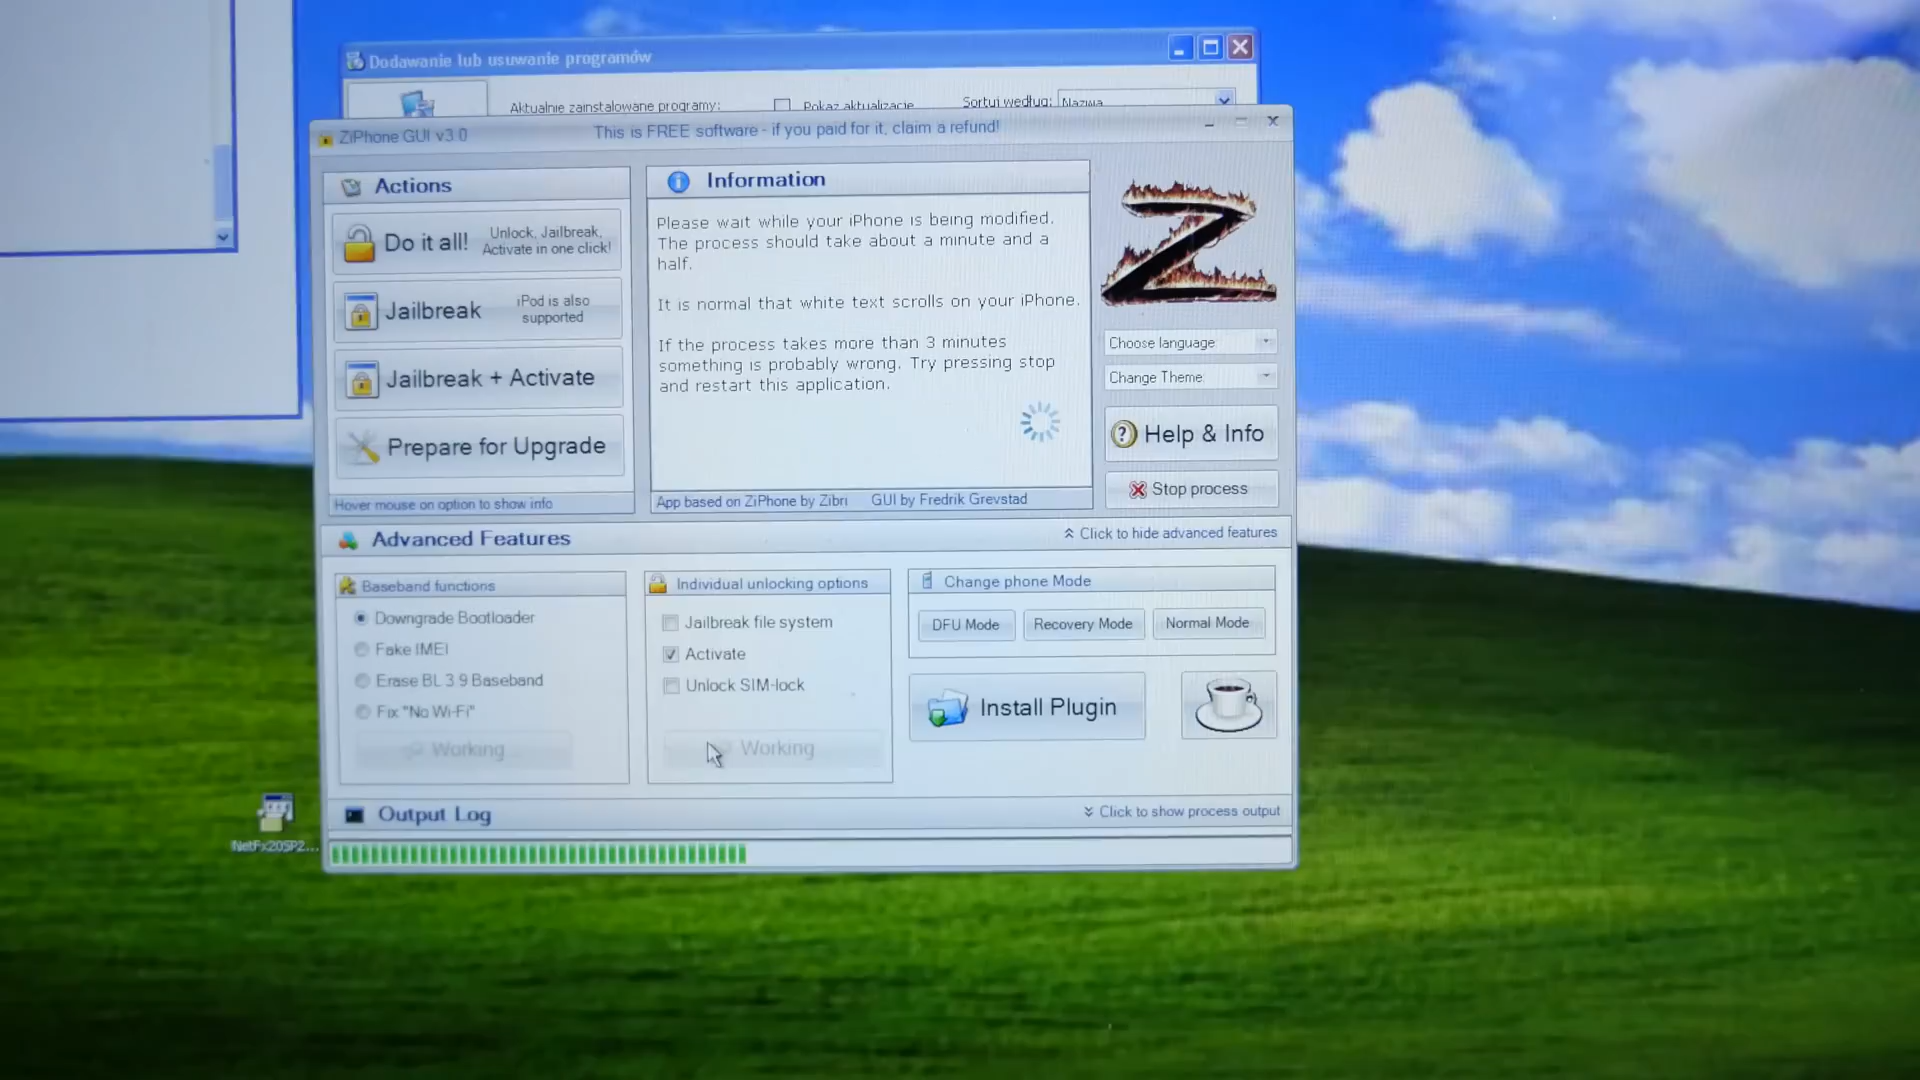 Dodawanie lub usuwanie programów
Aktualnie zainstalowane programy:
Pokaż aktualizacje
Sortuj według:
Nazwa
ZiPhone GUI v3.0
This is FREE software - if you paid for it, claim a refund!
Actions
Do it all!
Unlock, Jailbreak,
Activate in one click!
Jailbreak
iPod is also
supported
Jailbreak + Activate
Prepare for Upgrade
Hover mouse on option to show info
Information
Please wait while your iPhone is being modified.
The process should take about a minute and a
half.
It is normal that white text scrolls on your iPhone.
If the process takes more than 3 minutes
something is probably wrong. Try pressing stop
and restart this application.
App based on ZiPhone by Zibri
GUI by Fredrik Grevstad
Z
Choose language
Change Theme:
Help & Info
Stop process
Advanced Features
Click to hide advanced features
Baseband functions
Downgrade Bootloader
Fake IMEI
Erase BL 3.9 Baseband
Fix "No Wi-Fi"
Working
Individual unlocking options
Jailbreak file system
Activate
Unlock SIM-lock
Working
Change phone Mode
DFU Mode
Recovery Mode
Normal Mode
Install Plugin
Output Log
Click to show process output
NetFx20SP2...